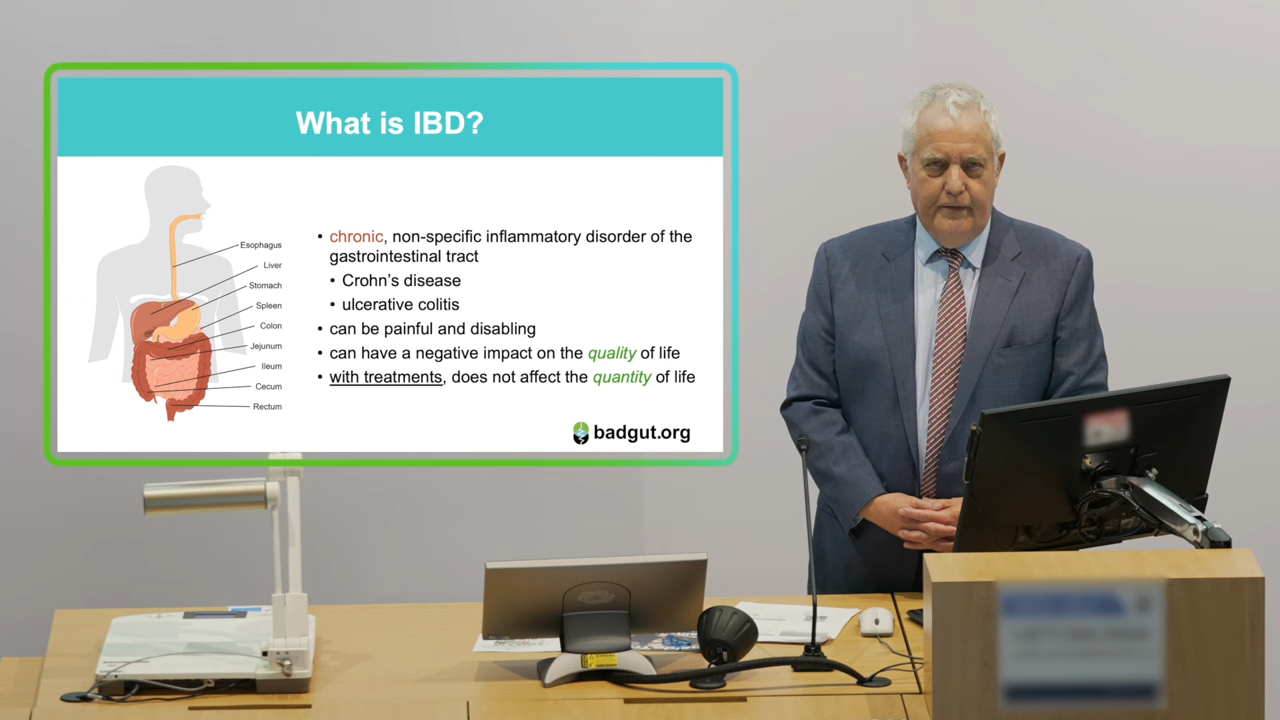 What is IBD?
Esophagus
Liver
Stomach
Spleen
Colon
Jejunum
Ileum
Cecum
Rectum
• chronic, non-specific inflammatory disorder of the
gastrointestinal tract
• Crohn's disease
• ulcerative colitis
• can be painful and disabling
• can have a negative impact on the quality of life
• with treatments, does not affect the quantity of life
badgut.org